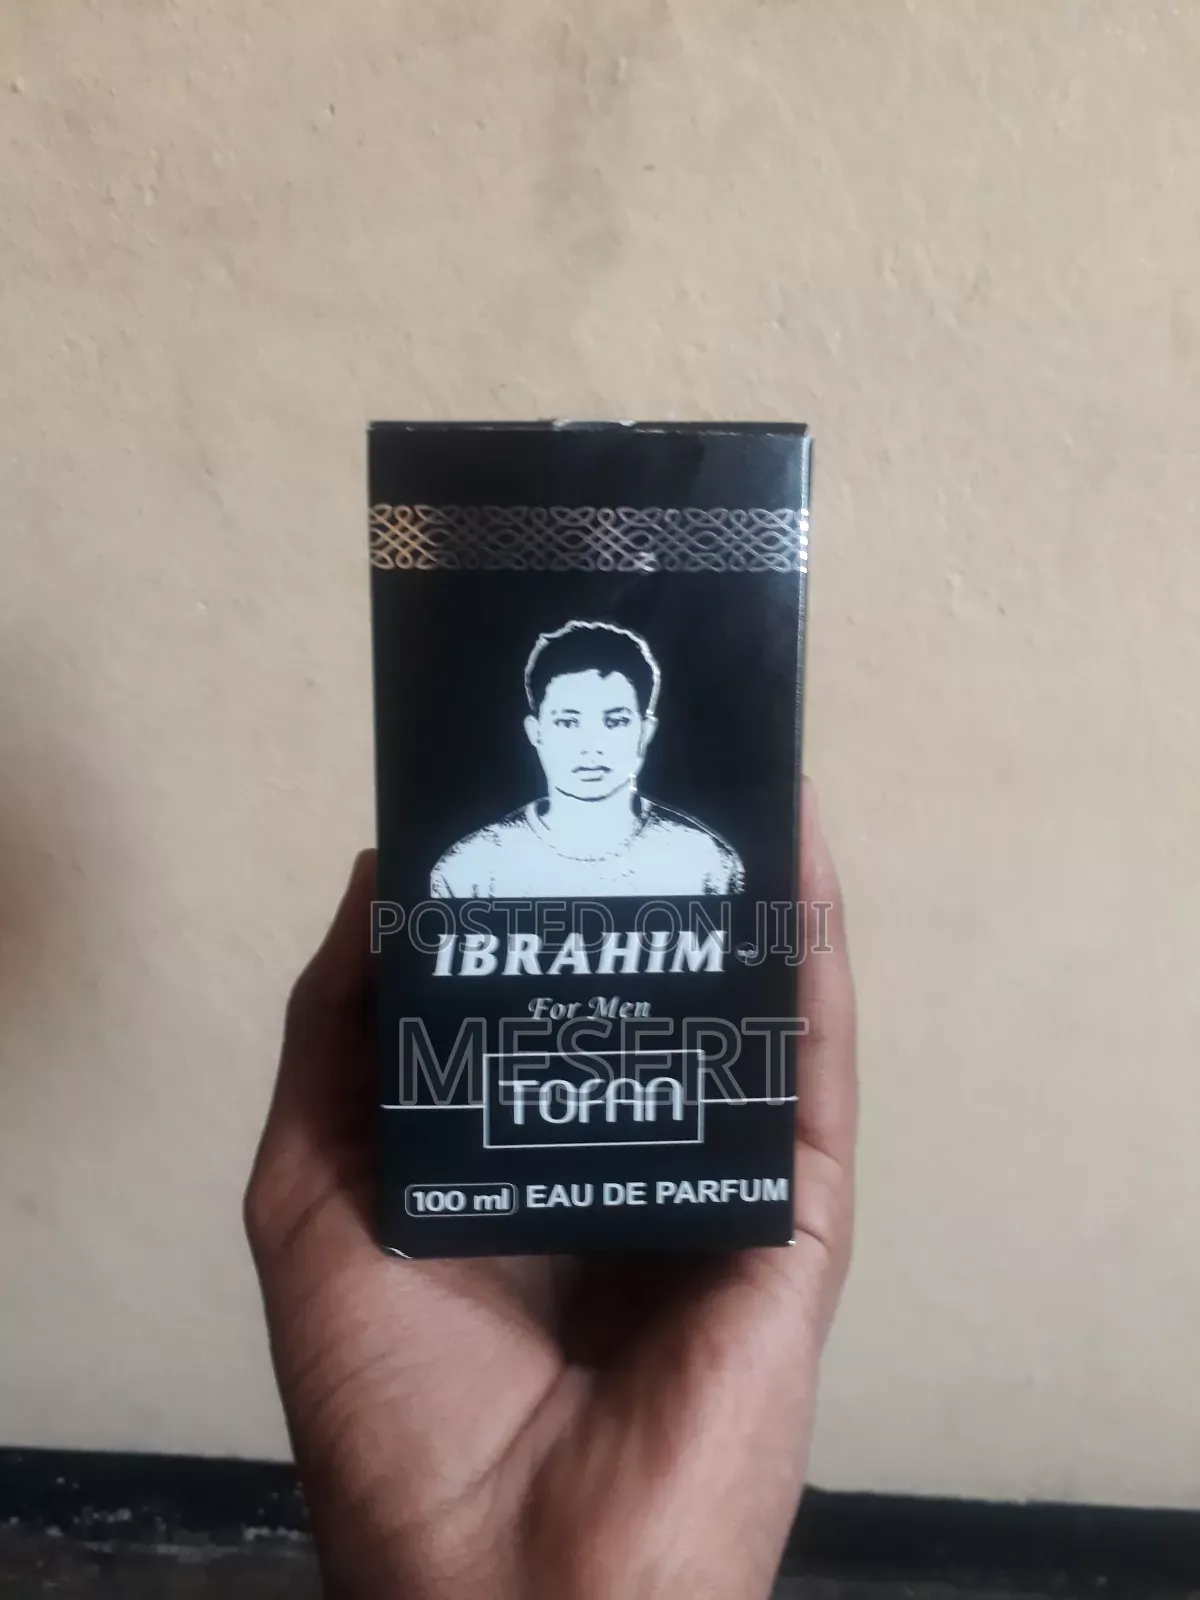 POSTED ON JIJI
IBRAHIM
For Men
MESERT
TOFAN
100 ml EAU DE PARFUM